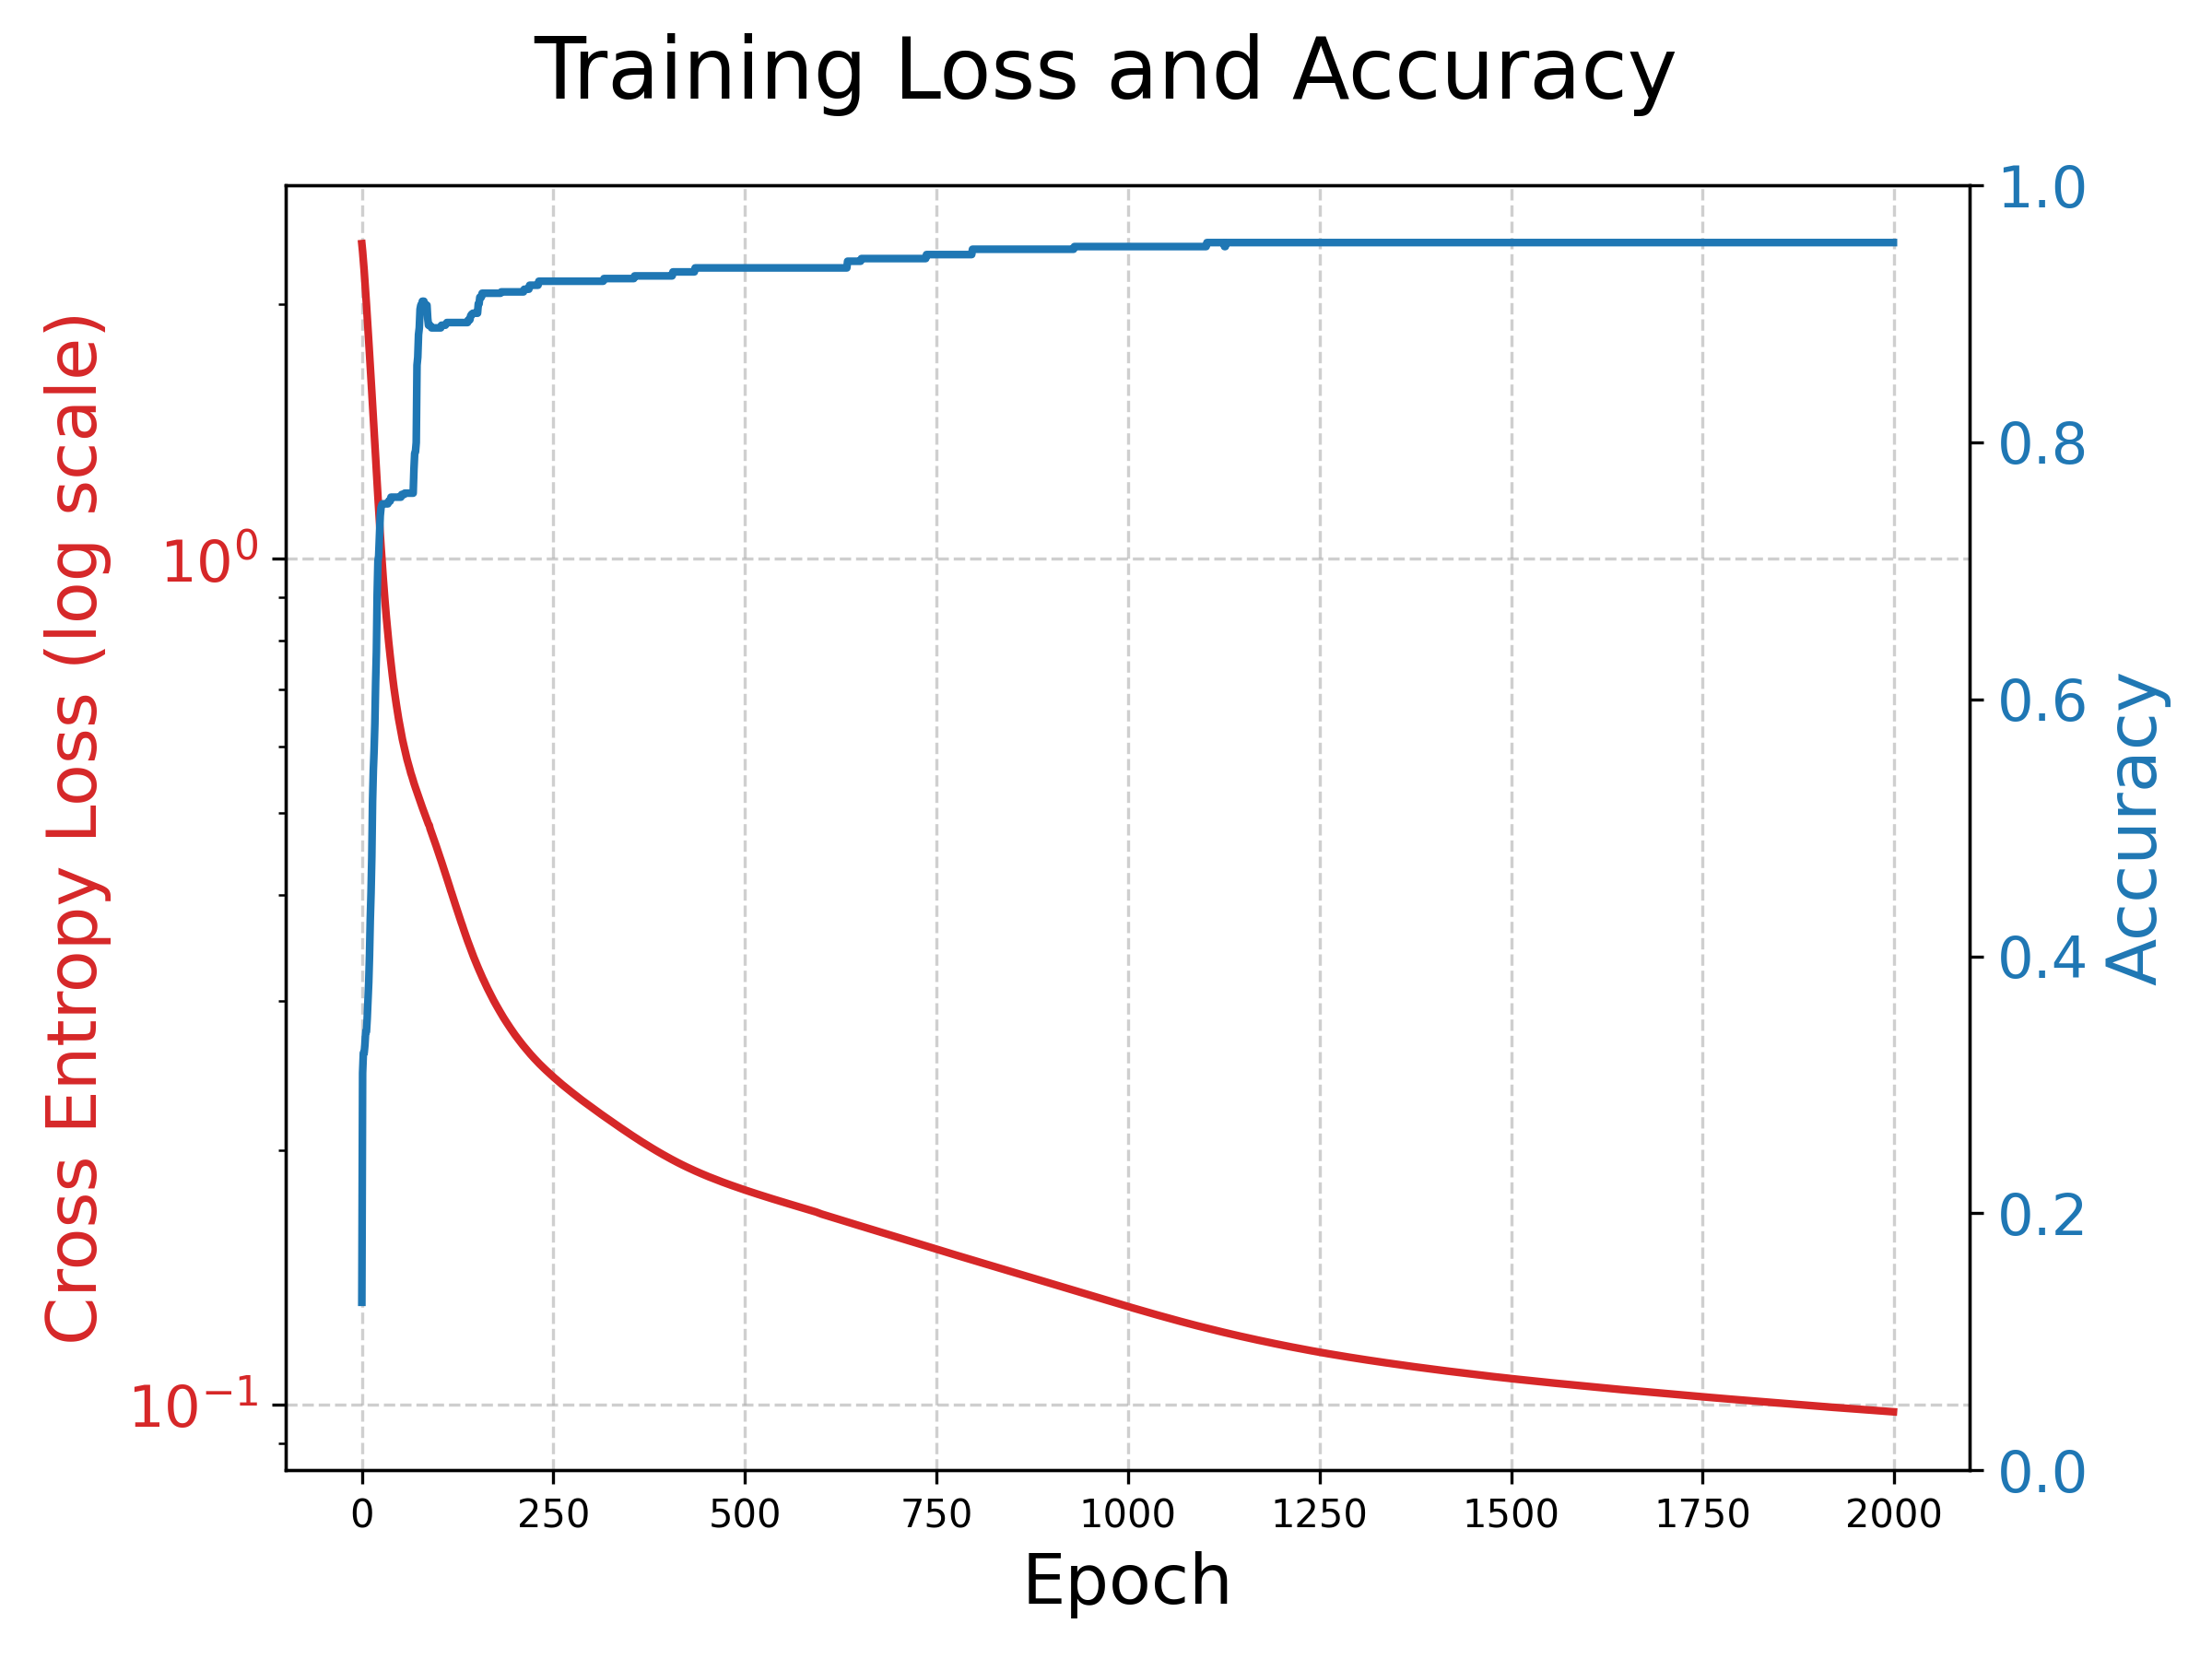 Training Loss and Accuracy
Cross Entropy Loss (log scale)
10⁰
10⁻¹
1.0
0.8
0.6
0.4
0.2
0.0
Accuracy
0 250 500 750 1000 1250 1500 1750 2000
Epoch